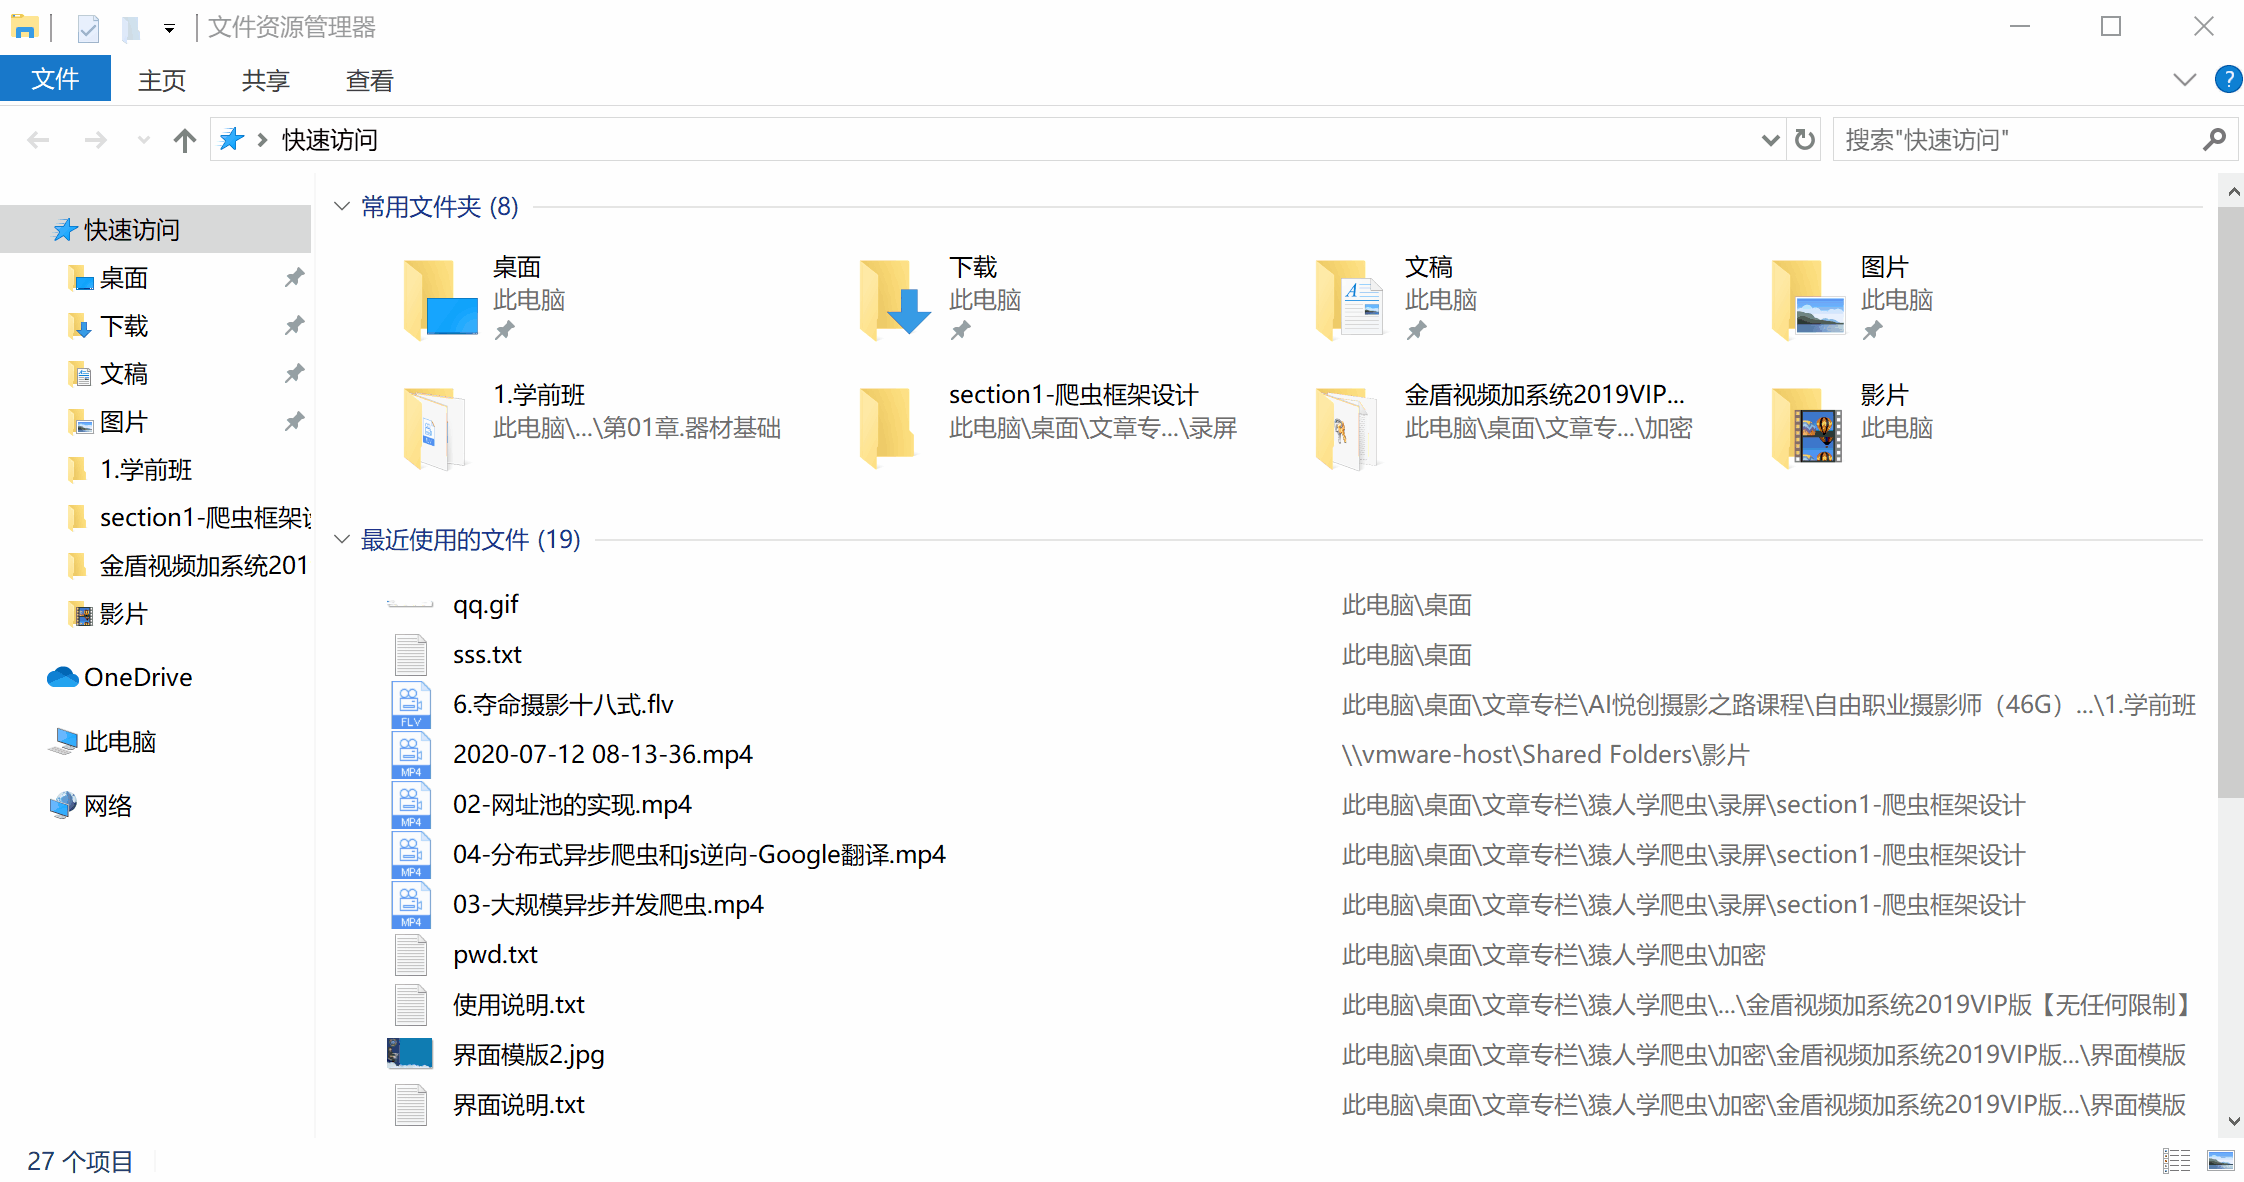 文件资源管理器
文件 主页 共享 查看
?
快速访问
搜索"快速访问"
快速访问
桌面
下载
文稿
图片
1.学前班
section1-爬虫框架设
金盾视频加系统201
影片
OneDrive
此电脑
网络
常用文件夹 (8)
桌面
此电脑
下载
此电脑
文稿
此电脑
图片
此电脑
1.学前班
此电脑\...\第01章.器材基础
section1-爬虫框架设计
此电脑\桌面\文章专...\录屏
金盾视频加系统2019VIP...
此电脑\桌面\文章专...\加密
影片
此电脑
最近使用的文件 (19)
qq.gif 此电脑\桌面
sss.txt 此电脑\桌面
FLV 6.夺命摄影十八式.flv 此电脑\桌面\文章专栏\AI悦创摄影之路课程\自由职业摄影师（46G）...\1.学前班
MP4 2020-07-12 08-13-36.mp4 \\vmware-host\Shared Folders\影片
MP4 02-网址池的实现.mp4 此电脑\桌面\文章专栏\猿人学爬虫\录屏\section1-爬虫框架设计
MP4 04-分布式异步爬虫和js逆向-Google翻译.mp4 此电脑\桌面\文章专栏\猿人学爬虫\录屏\section1-爬虫框架设计
MP4 03-大规模异步并发爬虫.mp4 此电脑\桌面\文章专栏\猿人学爬虫\录屏\section1-爬虫框架设计
pwd.txt 此电脑\桌面\文章专栏\猿人学爬虫\加密
使用说明.txt 此电脑\桌面\文章专栏\猿人学爬虫\...\金盾视频加系统2019VIP版【无任何限制】
界面模版2.jpg 此电脑\桌面\文章专栏\猿人学爬虫\加密\金盾视频加系统2019VIP版...\界面模版
界面说明.txt 此电脑\桌面\文章专栏\猿人学爬虫\加密\金盾视频加系统2019VIP版...\界面模版
27 个项目